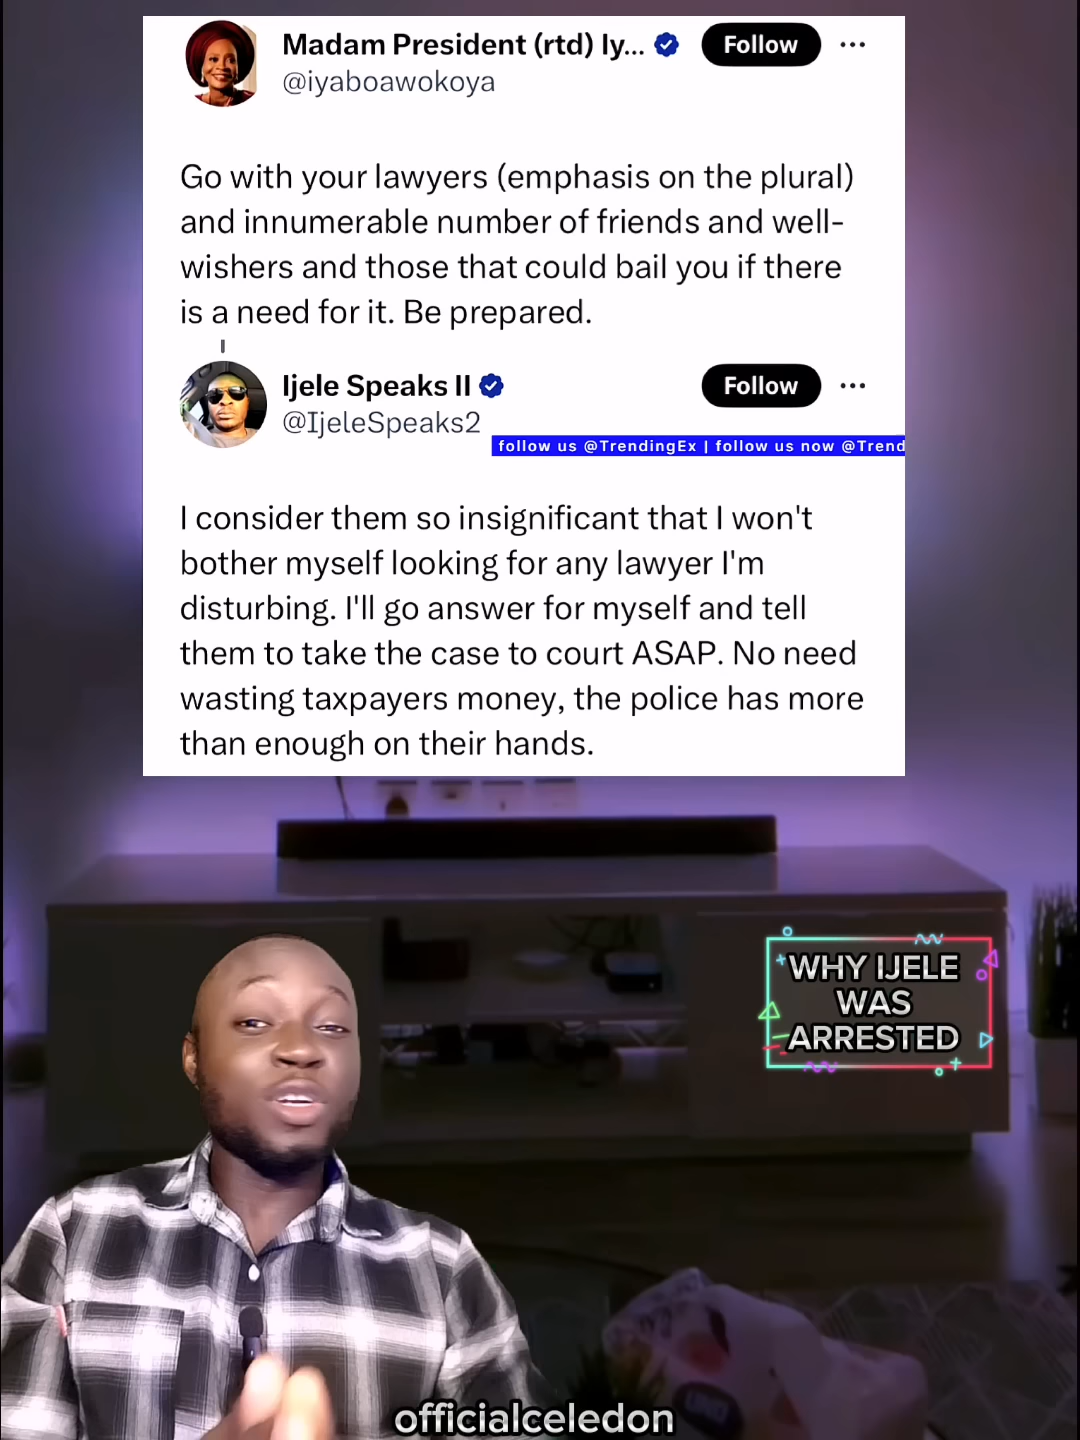 Madam President (rtd) Iy...
Follow
@iyaboawokoya
Go with your lawyers (emphasis on the plural)
and innumerable number of friends and well-
wishers and those that could bail you if there
is a need for it. Be prepared.
Ijele Speaks II
Follow
@IjeleSpeaks2
follow us @TrendingEx | follow us now @Trend
I consider them so insignificant that I won't
bother myself looking for any lawyer I'm
disturbing. I'll go answer for myself and tell
them to take the case to court ASAP. No need
wasting taxpayers money, the police has more
than enough on their hands.
WHY IJELE
WAS
ARRESTED
officialceledon